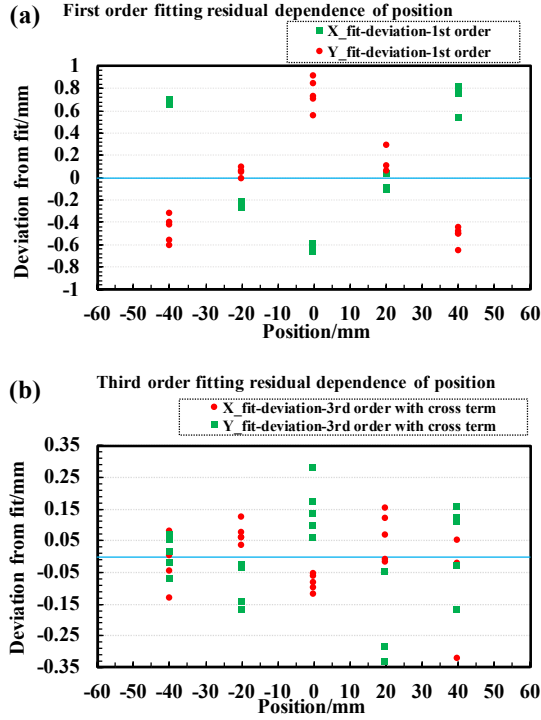 (a)
First order fitting residual dependence of position
X_fit-deviation-1st order
Y_fit-deviation-1st order
Deviation from fit/mm
1
0.8
0.6
0.4
0.2
0
-0.2
-0.4
-0.6
-0.8
-1
-60 -50 -40 -30 -20 -10 0 10 20 30 40 50 60
Position/mm
(b)
Third order fitting residual dependence of position
X_fit-deviation-3rd order with cross term
Y_fit-deviation-3rd order with cross term
Deviation from fit/mm
0.35
0.25
0.15
0.05
-0.05
-0.15
-0.25
-0.35
-60 -50 -40 -30 -20 -10 0 10 20 30 40 50 60
Position/mm